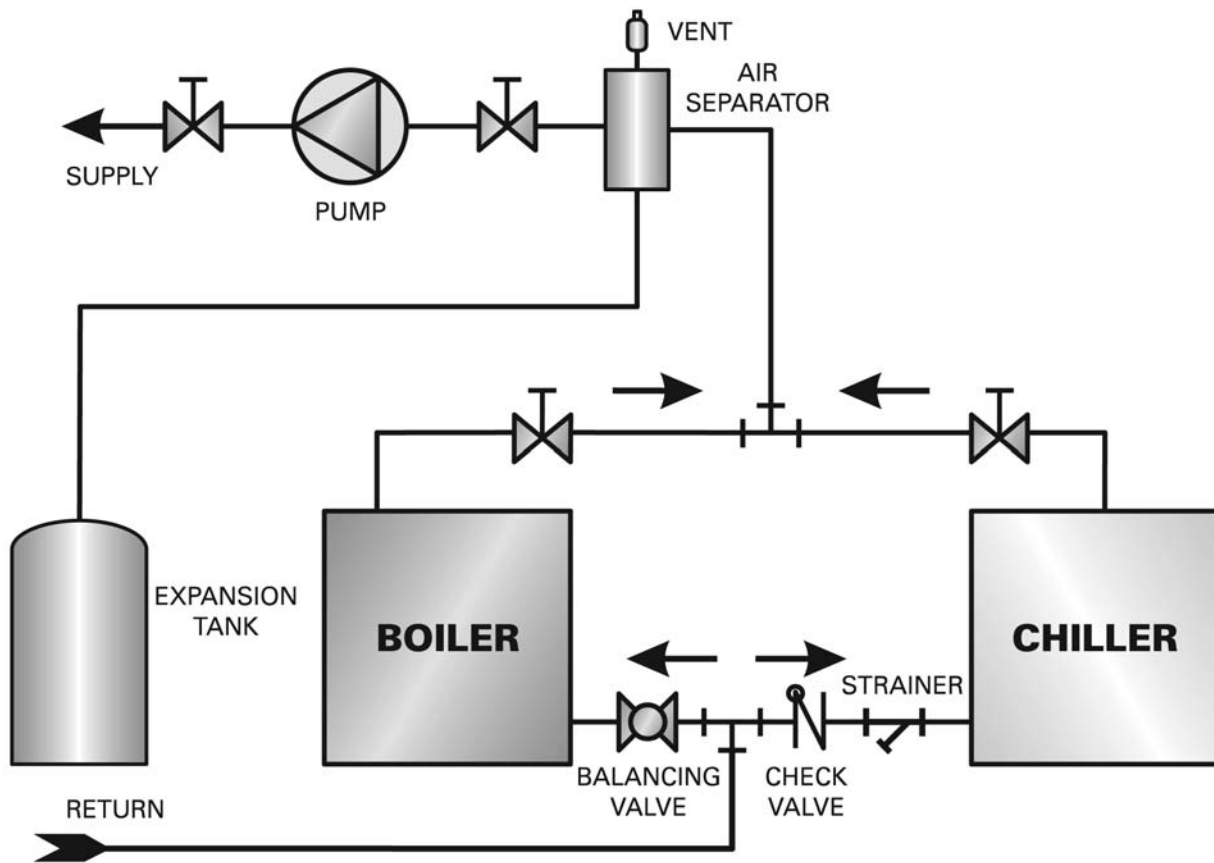 VENT
AIR
SEPARATOR
SUPPLY
PUMP
EXPANSION
TANK
BOILER
CHILLER
STRAINER
BALANCING
VALVE
CHECK
VALVE
RETURN